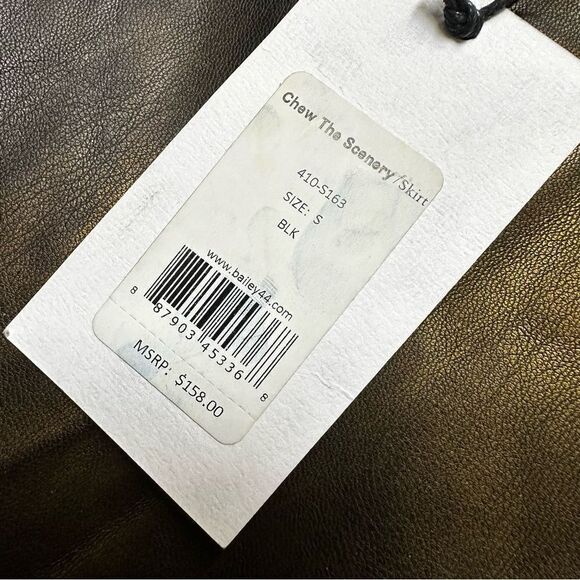 Chew The Scenery/Skirt
410-S163
SIZE: S
BLK
www.bailey44.com
8 87903 45336 8
MSRP: $158.00